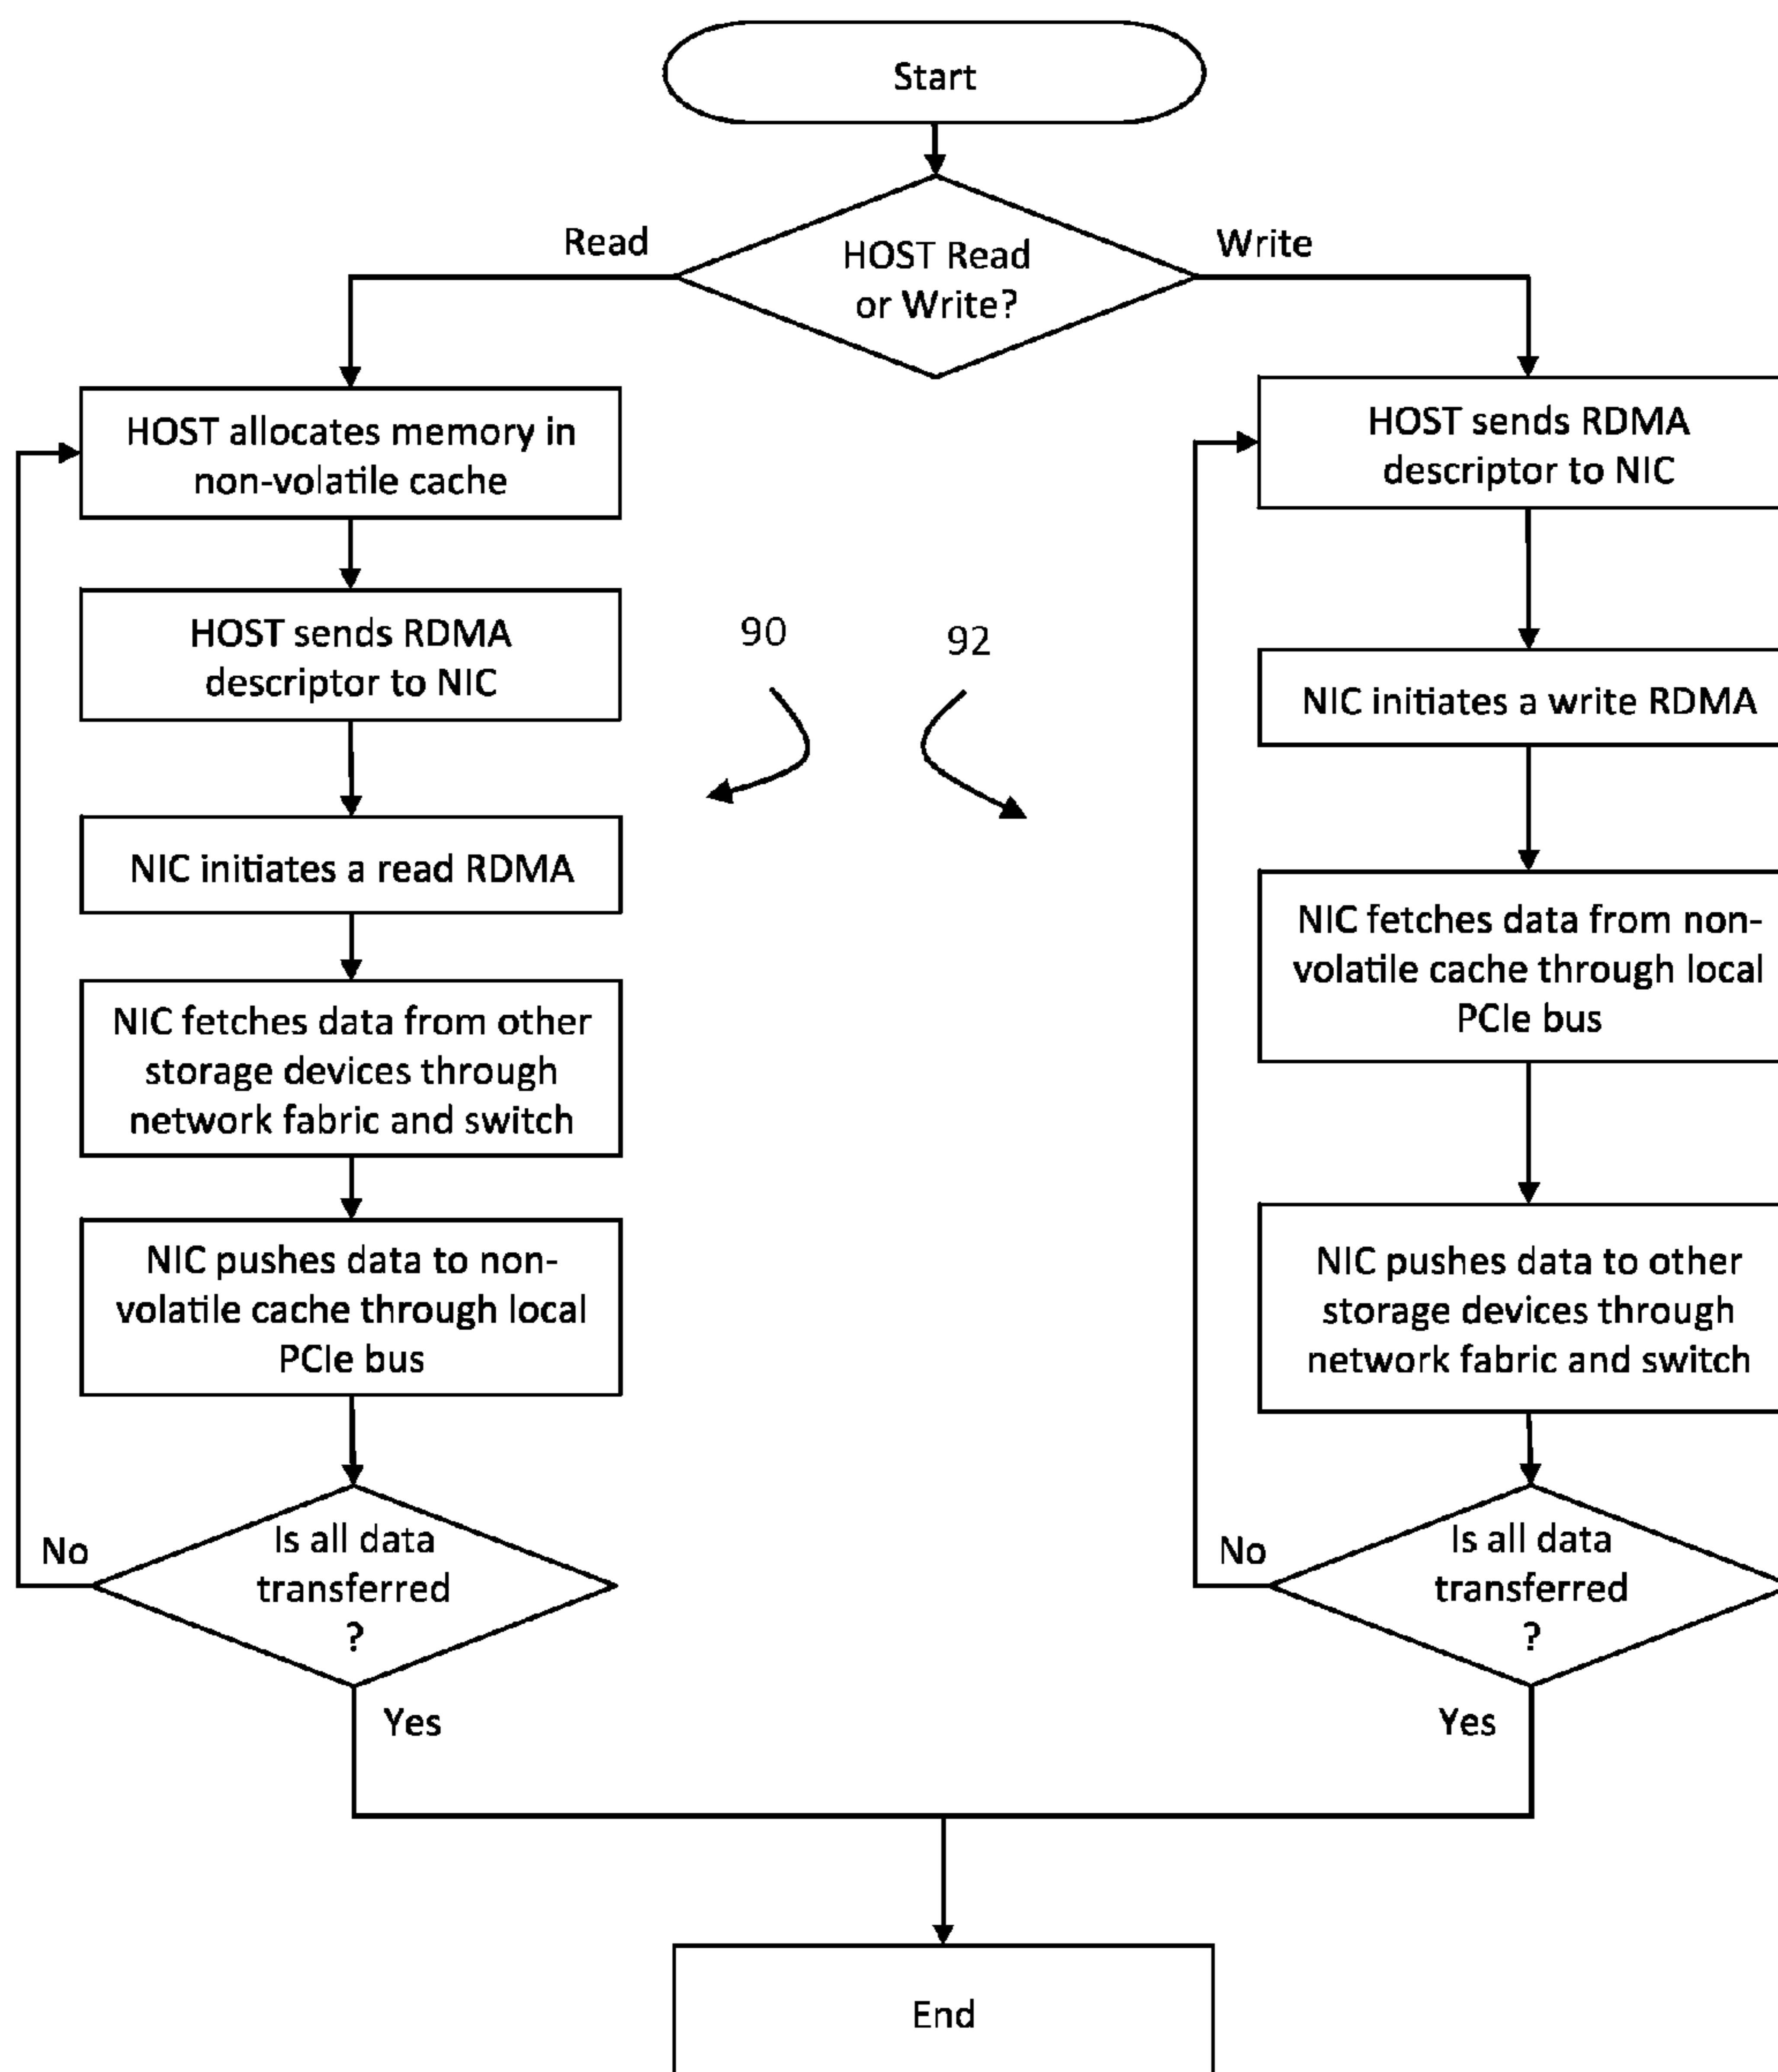 Start
HOST Read
or Write?
Read
Write
HOST allocates memory in
non-volatile cache
HOST sends RDMA
descriptor to NIC
NIC initiates a read RDMA
NIC fetches data from other
storage devices through
network fabric and switch
NIC pushes data to non-
volatile cache through local
PCIe bus
Is all data
transferred
?
No
Yes
90
92
HOST sends RDMA
descriptor to NIC
NIC initiates a write RDMA
NIC fetches data from non-
volatile cache through local
PCIe bus
NIC pushes data to other
storage devices through
network fabric and switch
Is all data
transferred
?
No
Yes
End